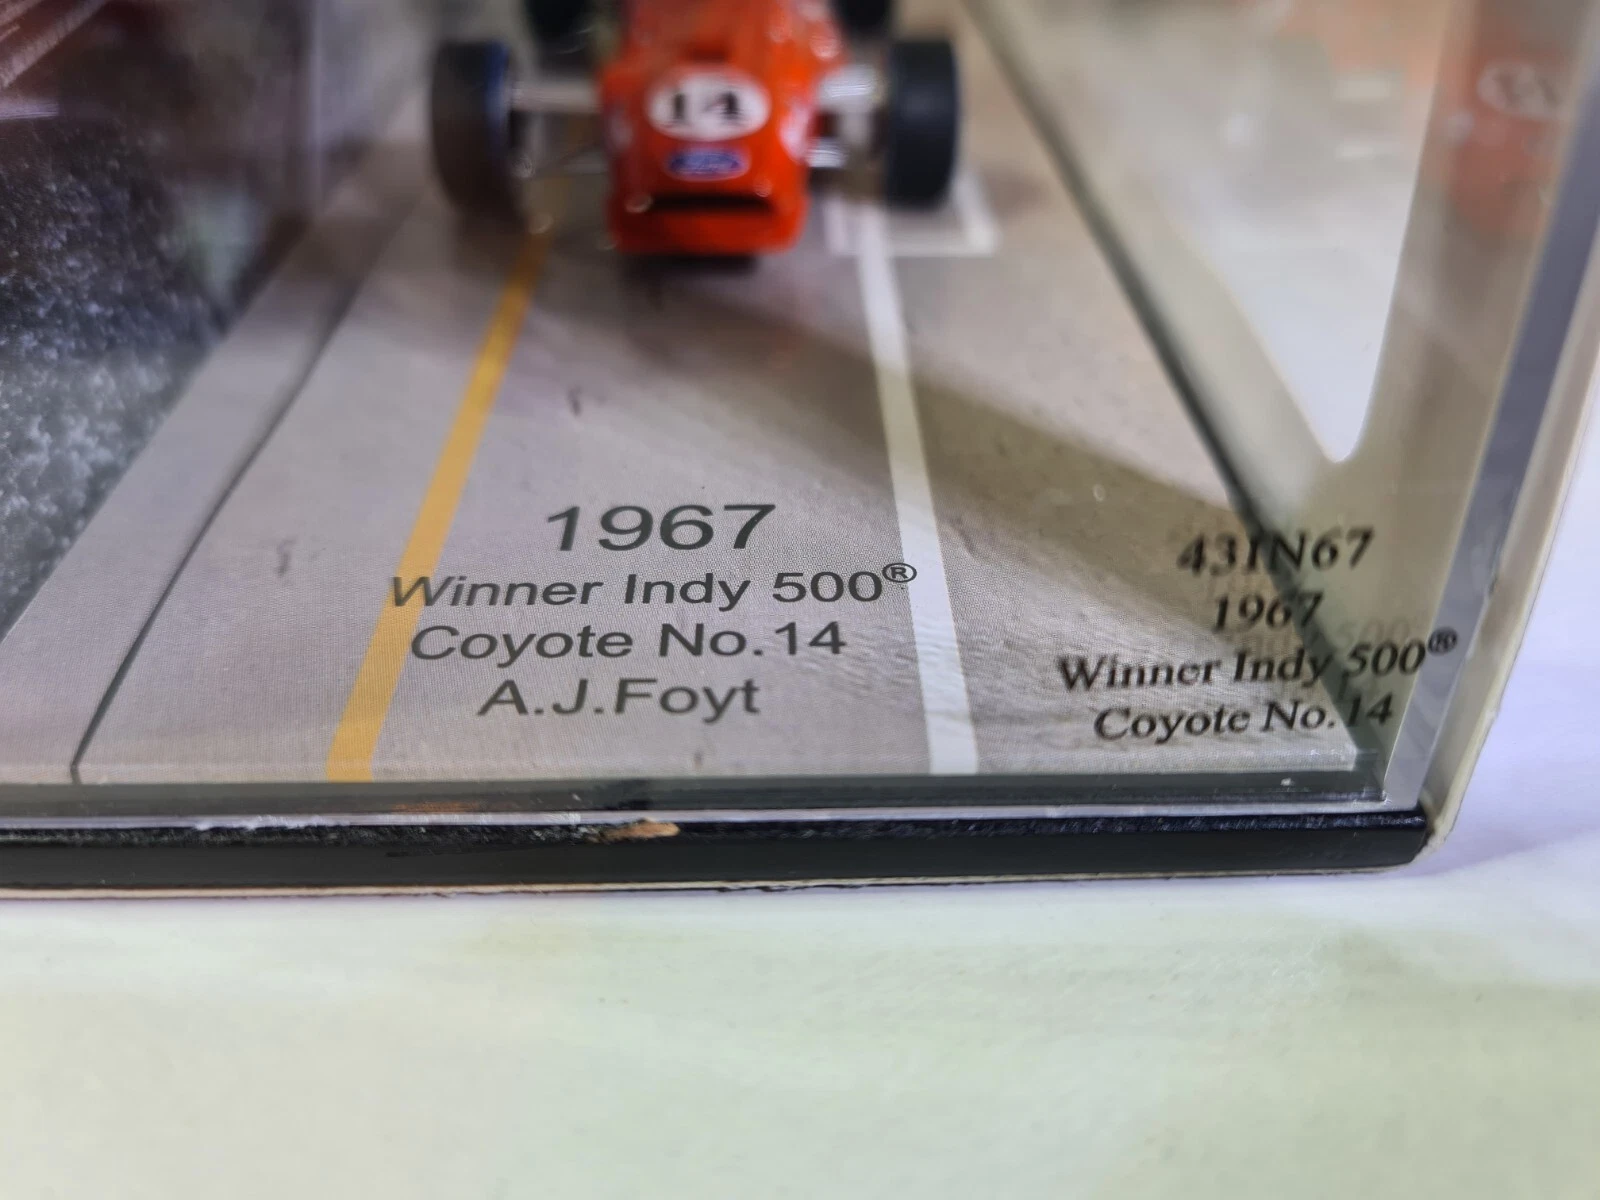 14
1967
Winner Indy 500®
Coyote No.14
A.J.Foyt
43IN67
1967
Winner Indy 500®
Coyote No.14